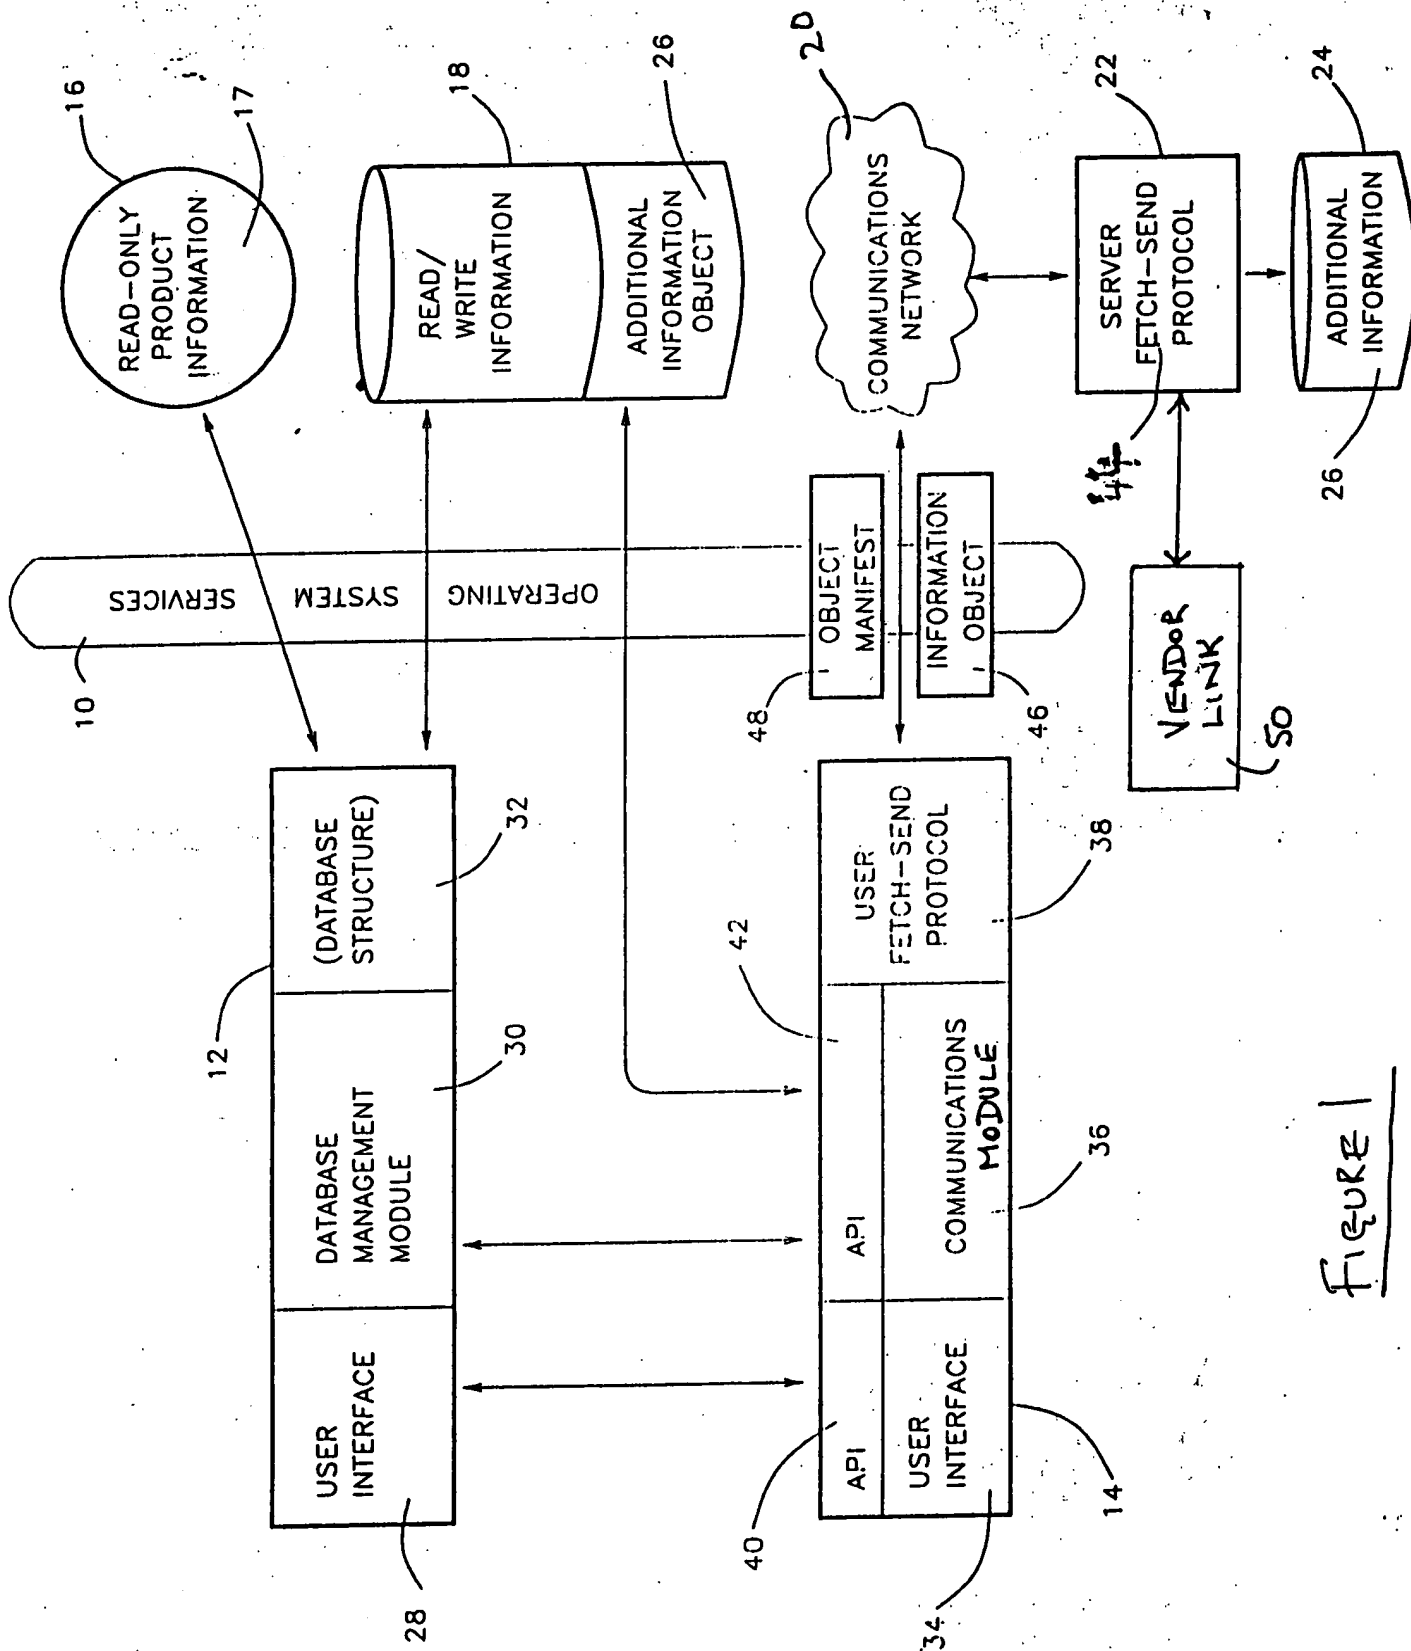 16
READ-ONLY
PRODUCT
INFORMATION
17
18
READ/
WRITE
INFORMATION
ADDITIONAL
INFORMATION
OBJECT
26
10
OPERATING SYSTEM SERVICES
12
USER
INTERFACE
28
DATABASE
MANAGEMENT
MODULE
30
(DATABASE
STRUCTURE)
32
48
OBJECT
MANIFEST
INFORMATION
OBJECT
46
COMMUNICATIONS
NETWORK
20
22
SERVER
FETCH-SEND
PROTOCOL
44
24
ADDITIONAL
INFORMATION
26
VENDOR
LINK
50
40
API
USER
INTERFACE
34
14
42
API
COMMUNICATIONS
MODULE
36
USER
FETCH-SEND
PROTOCOL
38
FIGURE 1